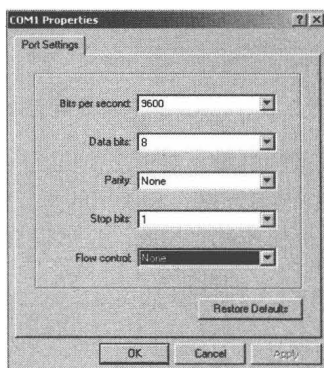 COM1 Properties
Port Settings
Bits per second: 9600
Data bits: 8
Parity: None
Stop bits: 1
Flow control: None
Restore Defaults
OK Cancel Apply